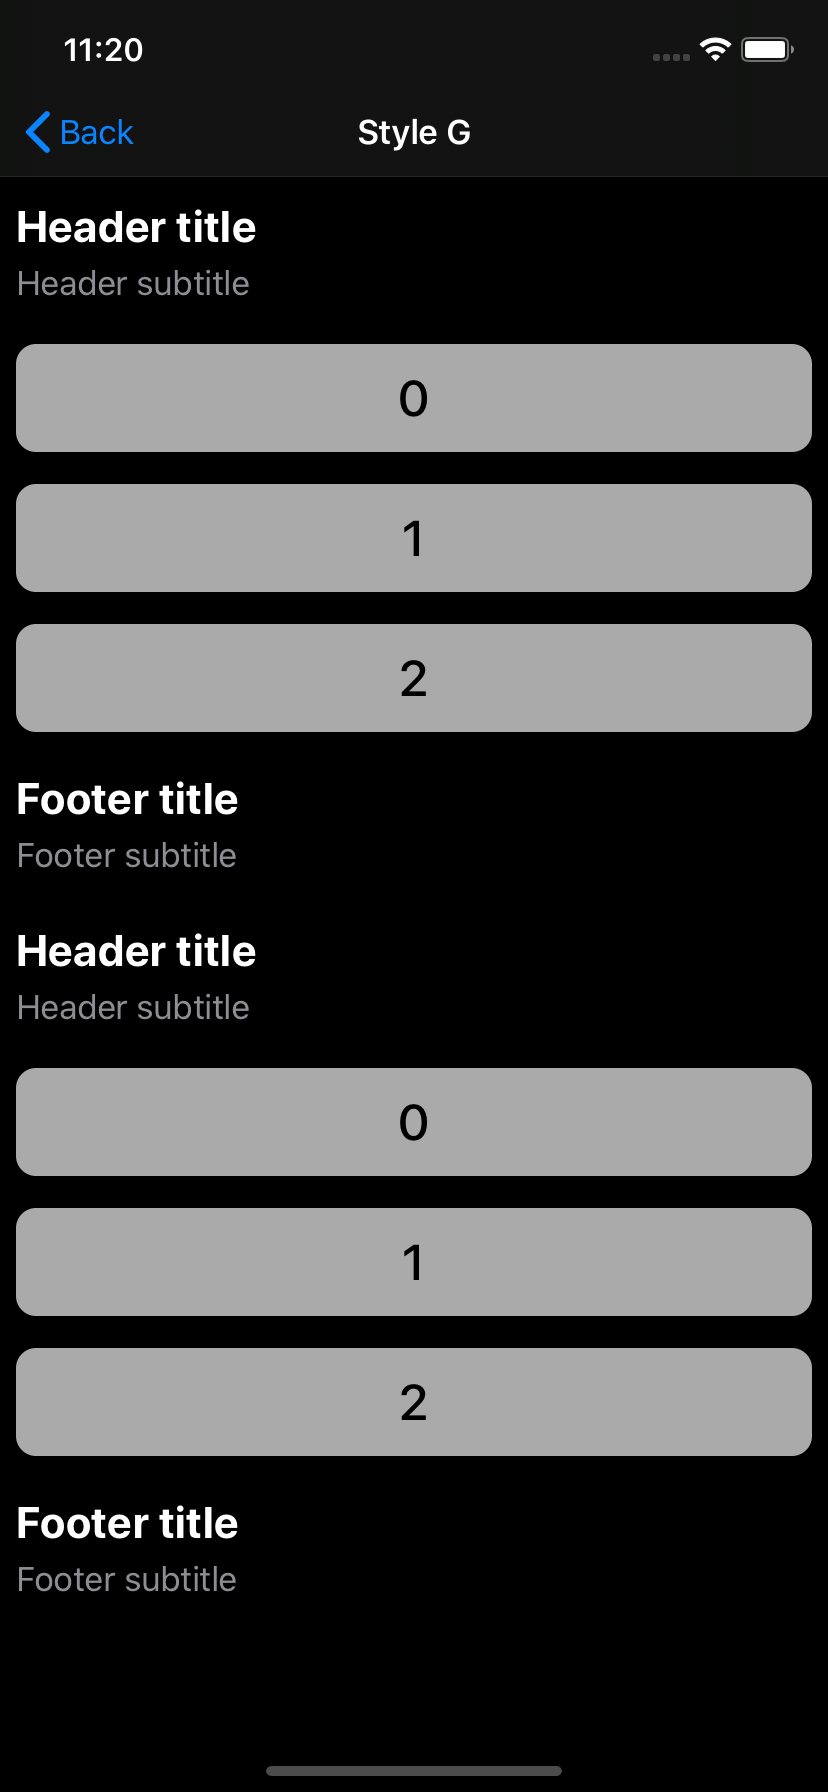 11:20
Back Style G
Header title
Header subtitle
0
1
2
Footer title
Footer subtitle
Header title
Header subtitle
0
1
2
Footer title
Footer subtitle